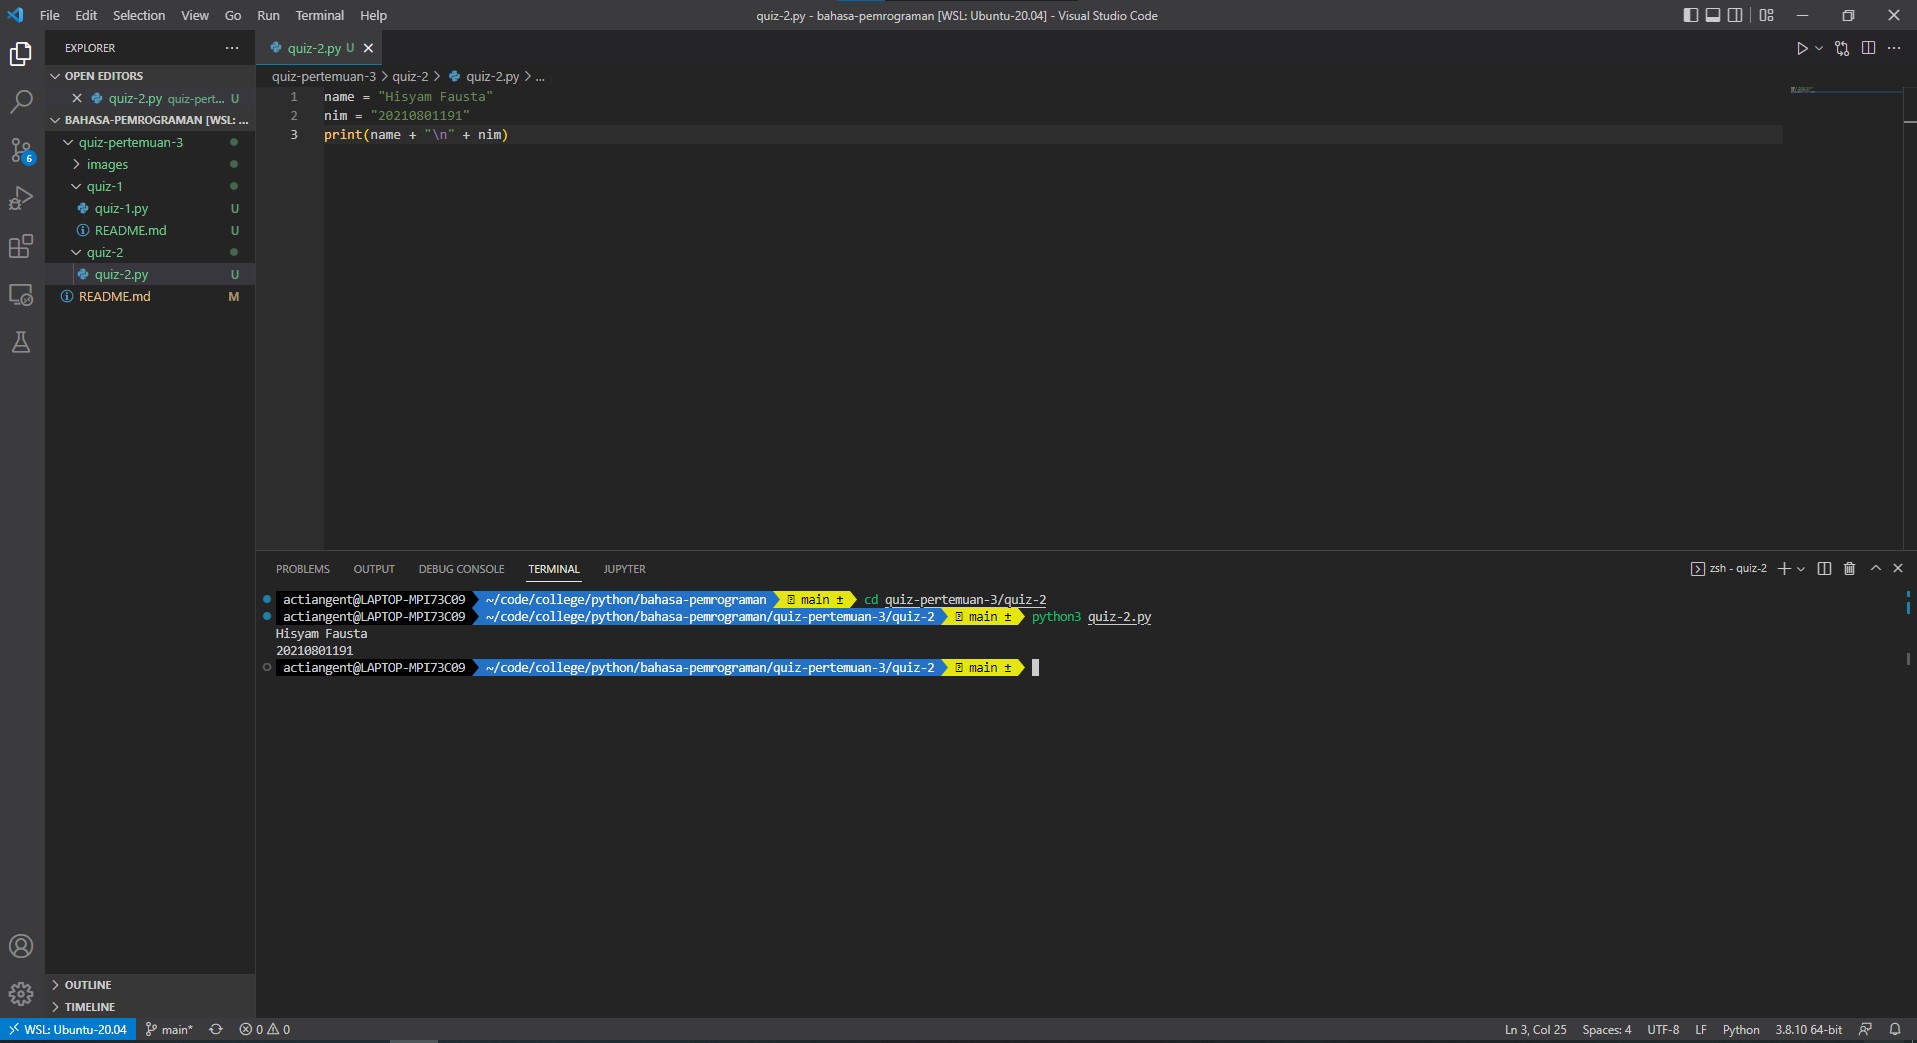 File Edit Selection View Go Run Terminal Help
quiz-2.py - bahasa-pemrograman [WSL: Ubuntu-20.04] - Visual Studio Code
EXPLORER ...
OPEN EDITORS
quiz-2.py quiz-pert... U
BAHASA-PEMROGRAMAN [WSL: ...
quiz-pertemuan-3
images
quiz-1
quiz-1.py U
README.md U
quiz-2
quiz-2.py U
README.md M
OUTLINE
TIMELINE
6
quiz-2.py U
quiz-pertemuan-3 > quiz-2 > quiz-2.py > ...
1 name = "Hisyam Fausta"
2 nim = "20210801191"
3 print(name + "\n" + nim)
PROBLEMS OUTPUT DEBUG CONSOLE TERMINAL JUPYTER
zsh - quiz-2
actiangent@LAPTOP-MPI73C09 ~/code/college/python/bahasa-pemrograman main ± cd quiz-pertemuan-3/quiz-2
actiangent@LAPTOP-MPI73C09 ~/code/college/python/bahasa-pemrograman/quiz-pertemuan-3/quiz-2 main ± python3 quiz-2.py
Hisyam Fausta
20210801191
actiangent@LAPTOP-MPI73C09 ~/code/college/python/bahasa-pemrograman/quiz-pertemuan-3/quiz-2 main ±
WSL: Ubuntu-20.04 main* 0 0
Ln 3, Col 25 Spaces: 4 UTF-8 LF Python 3.8.10 64-bit